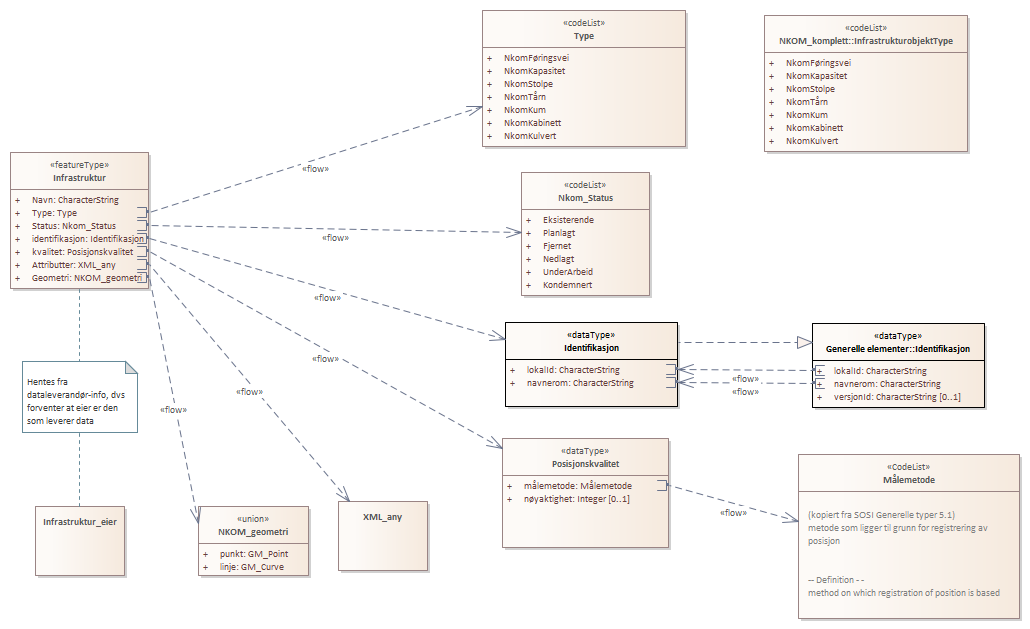 «codeList»
Type
+ NkomFøringsvei
+ NkomKapasitet
+ NkomStolpe
+ NkomTårn
+ NkomKum
+ NkomKabinett
+ NkomKulvert
«codeList»
NKOM_komplett::InfrastrukturobjektType
+ NkomFøringsvei
+ NkomKapasitet
+ NkomStolpe
+ NkomTårn
+ NkomKum
+ NkomKabinett
+ NkomKulvert
«featureType»
Infrastruktur
+ Navn: CharacterString
+ Type: Type
+ Status: Nkom_Status
+ identifikasjon: Identifikasjon
+ kvalitet: Posisjonskvalitet
+ Attributter: XML_any
+ Geometri: NKOM_geometri
«flow»
«flow»
«flow»
«flow»
«flow»
«flow»
«codeList»
Nkom_Status
+ Eksisterende
+ Planlagt
+ Fjernet
+ Nedlagt
+ UnderArbeid
+ Kondemnert
«dataType»
Identifikasjon
+ lokalId: CharacterString
+ navnerom: CharacterString
«flow»
«flow»
«dataType»
Generelle elementer::Identifikasjon
+ lokalId: CharacterString
+ navnerom: CharacterString
+ versjonId: CharacterString [0..1]
Hentes fra
dataleverandør-info, dvs
forventer at eier er den
som leverer data
«dataType»
Posisjonskvalitet
+ målemetode: Målemetode
+ nøyaktighet: Integer [0..1]
«flow»
«CodeList»
Målemetode
(kopiert fra SOSI Generelle typer 5.1)
metode som ligger til grunn for registrering av
posisjon
-- Definition - -
method on which registration of position is based
Infrastruktur_eier
«union»
NKOM_geometri
+ punkt: GM_Point
+ linje: GM_Curve
XML_any